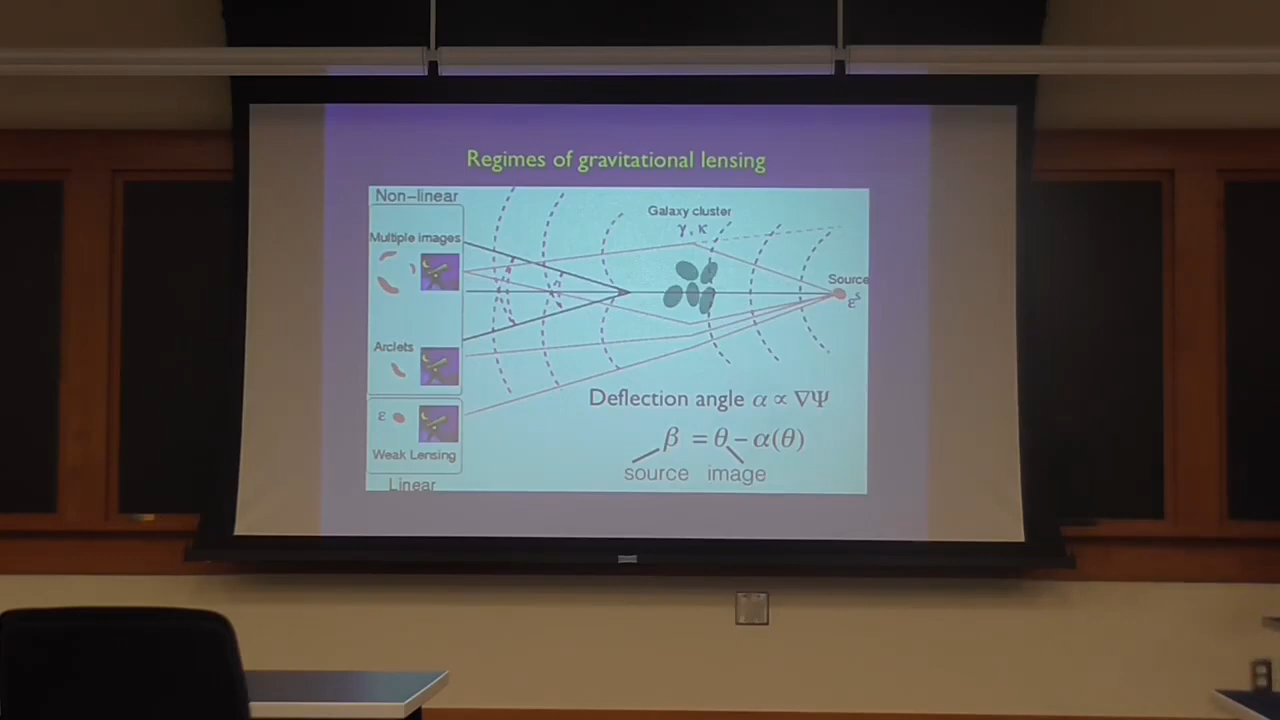 Regimes of gravitational lensing
Non-linear
Multiple images
Arclets
ε
Weak Lensing
Linear
Galaxy cluster
γ , κ
Source
εˢ
Deflection angle α ∝ ∇Ψ
β = θ – α(θ)
source image